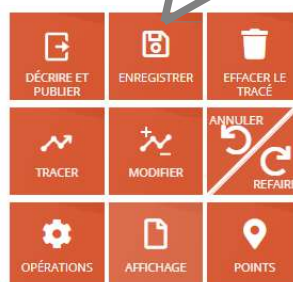 DÉCRIRE ET
PUBLIER
ENREGISTRER
EFFACER LE
TRACÉ
TRACER
MODIFIER
ANNULER
REFAIRE
OPÉRATIONS
AFFICHAGE
POINTS